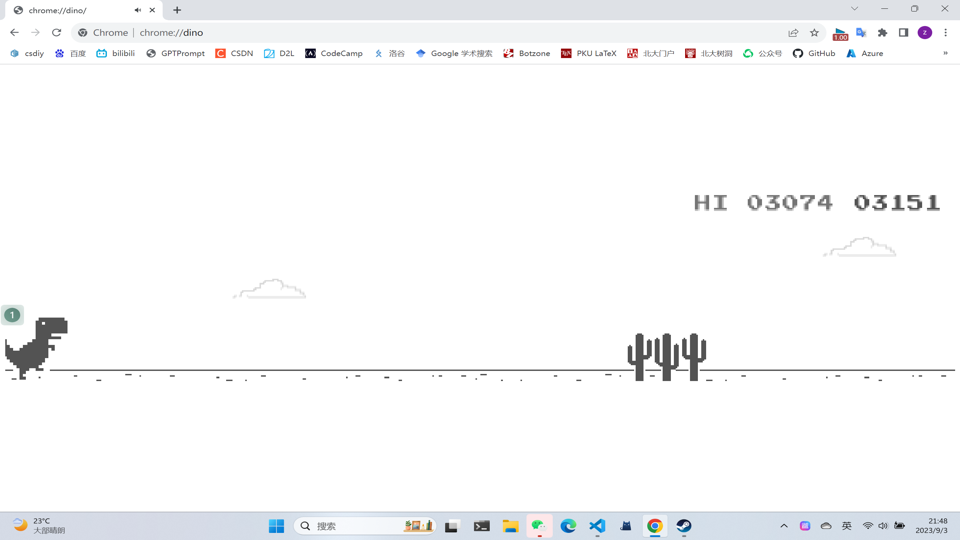 chrome://dino/
Chrome | chrome://dino
1.00
z
csdiy 百度 bilibili GPTPrompt CSDN D2L CodeCamp 洛谷 Google 学术搜索 Botzone PKU LaTeX 北大门户 北大树洞 公众号 GitHub Azure »
HI 03074 03151
1
23°C
大部晴朗
搜索
英
21:48
2023/9/3